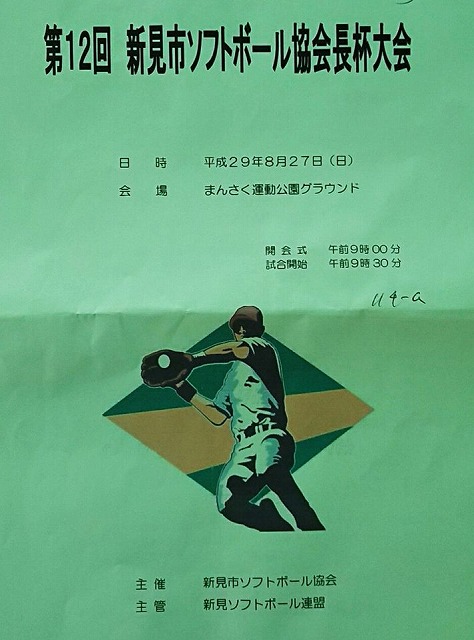 第12回 新見市ソフトボール協会長杯大会
日 時 平成29年8月27日（日）
会 場 まんさく運動公園グラウンド
開 会 式 午前9時00分
試合開始 午前9時30分
主 催 新見市ソフトボール協会
主 管 新見ソフトボール連盟